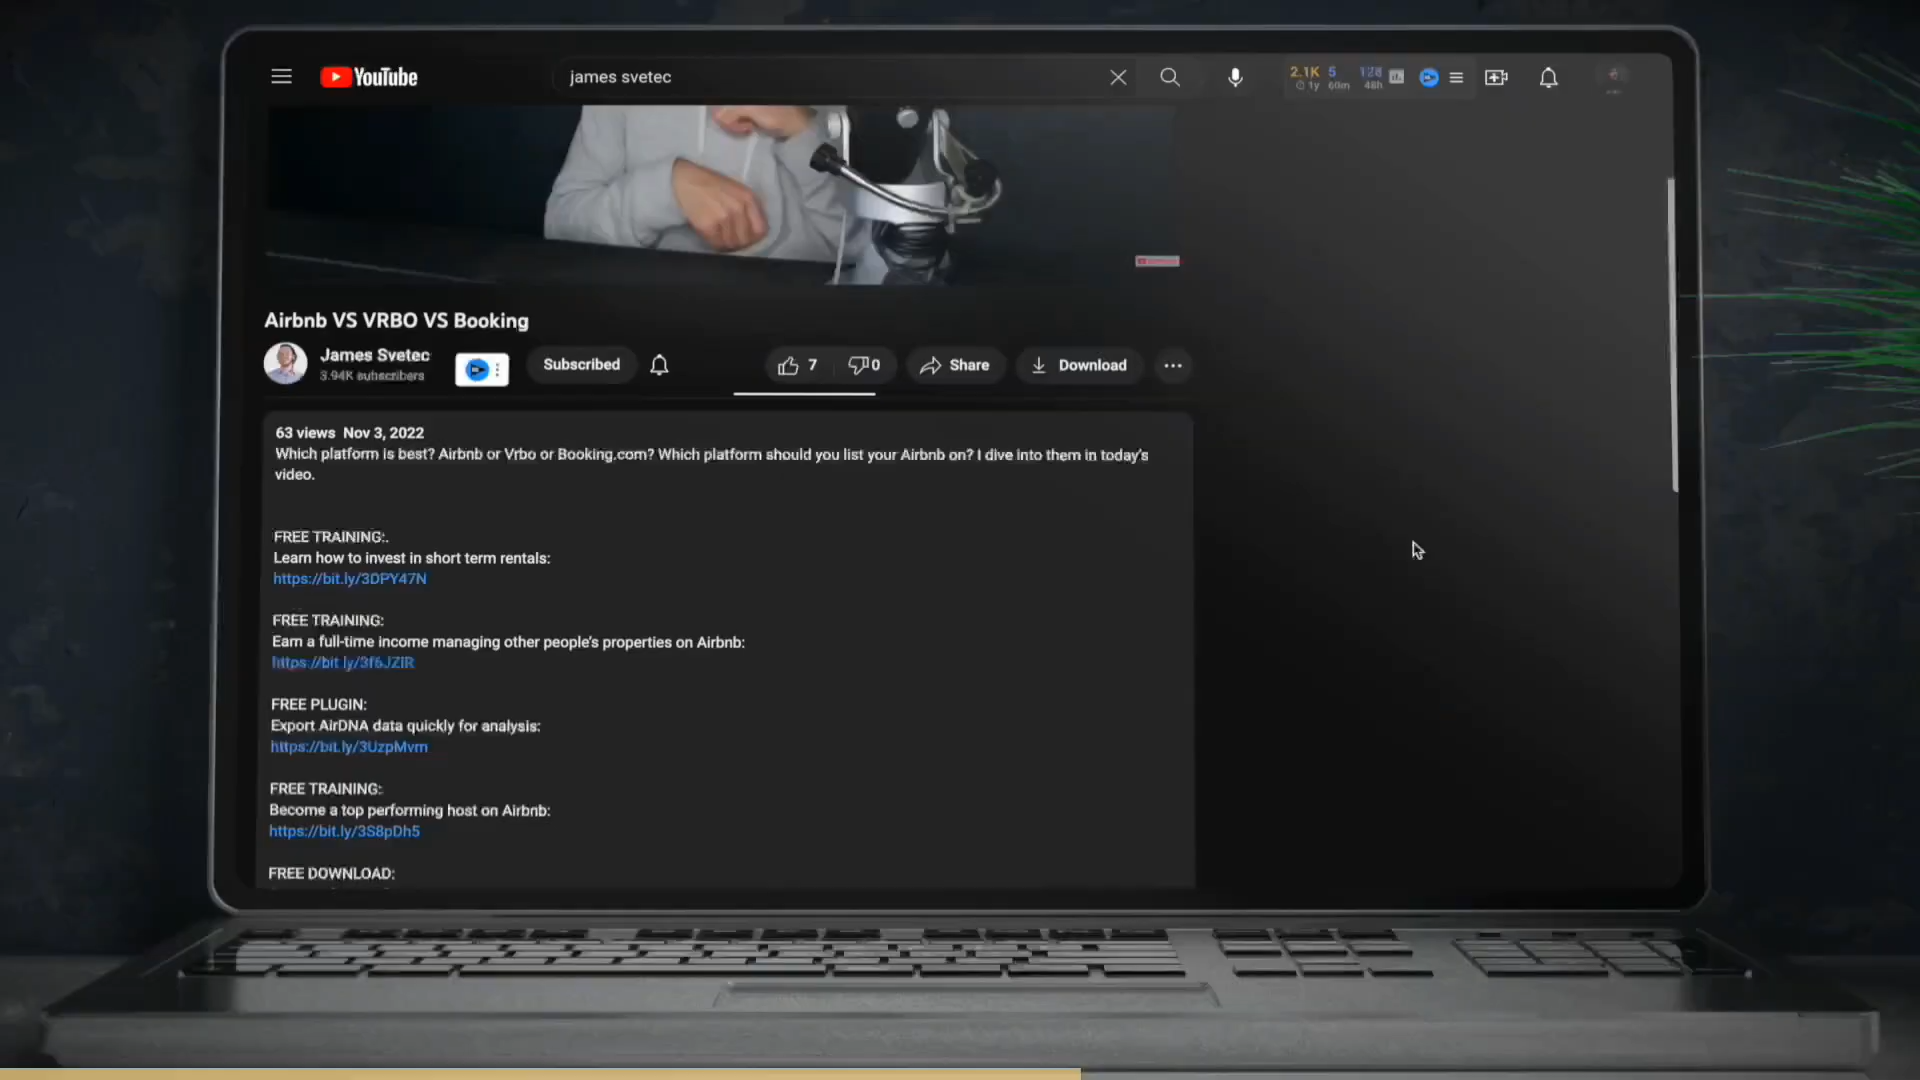 YouTube
james svetec
2.1K 5 128
1y 60m 48h
Airbnb VS VRBO VS Booking
James Svetec
3.94K subscribers
Subscribed
7
0
Share
Download
63 views Nov 3, 2022
Which platform is best? Airbnb or Vrbo or Booking.com? Which platform should you list your Airbnb on? I dive into them in today's
video.
FREE TRAINING:
Learn how to invest in short term rentals:
https://bit.ly/3DPY47N
FREE TRAINING:
Earn a full-time income managing other people's properties on Airbnb:
https://bit.ly/3f6JZIR
FREE PLUGIN:
Export AirDNA data quickly for analysis:
https://bit.ly/3UzpMvm
FREE TRAINING:
Become a top performing host on Airbnb:
https://bit.ly/3S8pDh5
FREE DOWNLOAD: